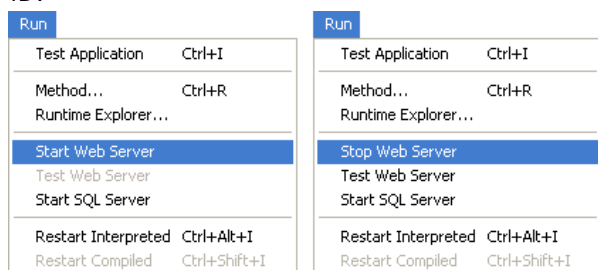 Run
Test Application Ctrl+I
Method... Ctrl+R
Runtime Explorer...
Start Web Server
Test Web Server
Start SQL Server
Restart Interpreted Ctrl+Alt+I
Restart Compiled Ctrl+Shift+I
Run
Test Application Ctrl+I
Method... Ctrl+R
Runtime Explorer...
Stop Web Server
Test Web Server
Start SQL Server
Restart Interpreted Ctrl+Alt+I
Restart Compiled Ctrl+Shift+I